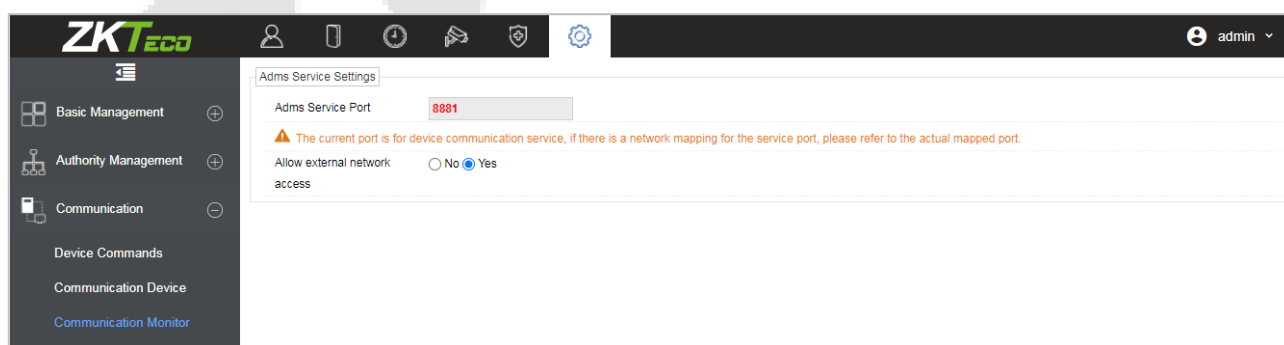 ZKTECO
admin
Adms Service Settings
Basic Management
Adms Service Port 8881
The current port is for device communication service, if there is a network mapping for the service port, please refer to the actual mapped port.
Authority Management
Allow external network access No Yes
Communication
Device Commands
Communication Device
Communication Monitor